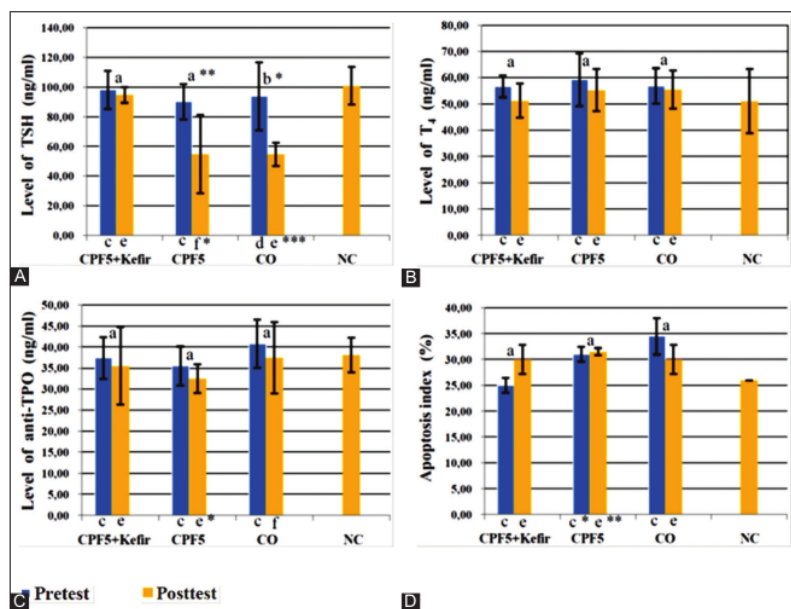 140,00
120,00
100,00
80,00
60,00
40,00
20,00
0,00
Level of TSH (ng/ml)
a
a **
b *
c e
c f *
d e ***
CPF5+Kefir
CPF5
CO
NC
A
80,00
70,00
60,00
50,00
40,00
30,00
20,00
10,00
0,00
Level of T4 (ng/ml)
a
a
a
c e
c e
c e
CPF5+Kefir
CPF5
CO
NC
B
50,00
45,00
40,00
35,00
30,00
25,00
20,00
15,00
10,00
5,00
0,00
Level of anti-TPO (ng/ml)
a
a
a
c e
c e *
c f
CPF5+Kefir
CPF5
CO
NC
C
Pretest
Posttest
40,00
35,00
30,00
25,00
20,00
15,00
10,00
5,00
0,00
Apoptosis index (%)
a
a
a
c e
c * e **
c e
CPF5+Kefir
CPF5
CO
NC
D